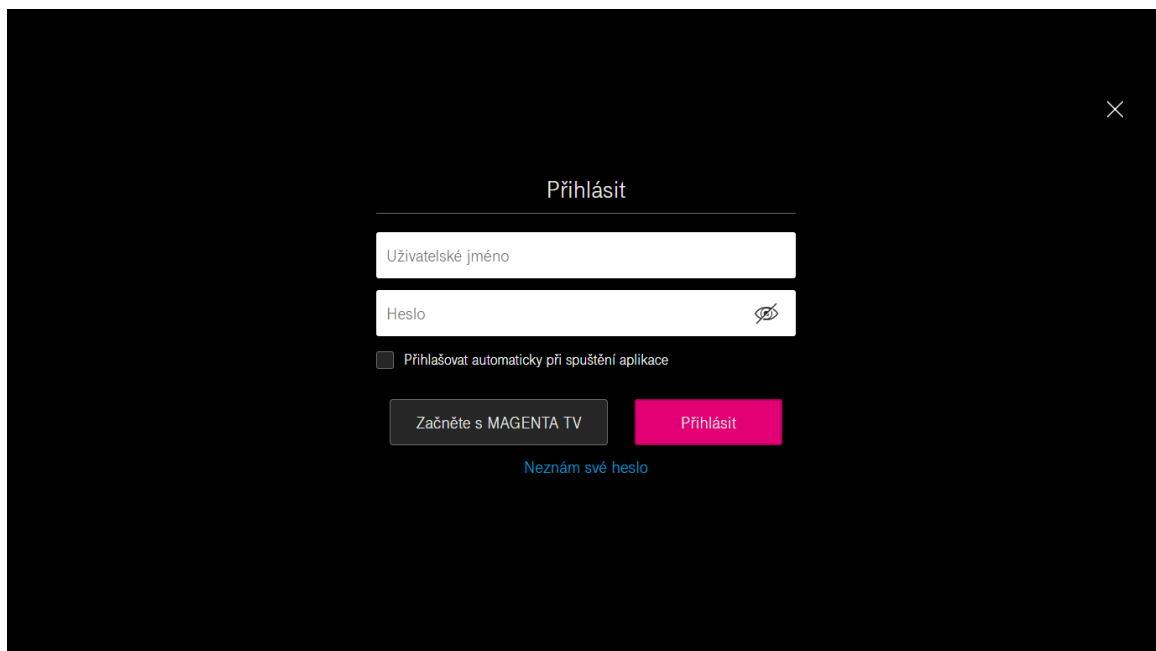 Přihlásit
Uživatelské jméno
Heslo
Přihlašovat automaticky při spuštění aplikace
Začněte s MAGENTA TV
Přihlásit
Neznám své heslo